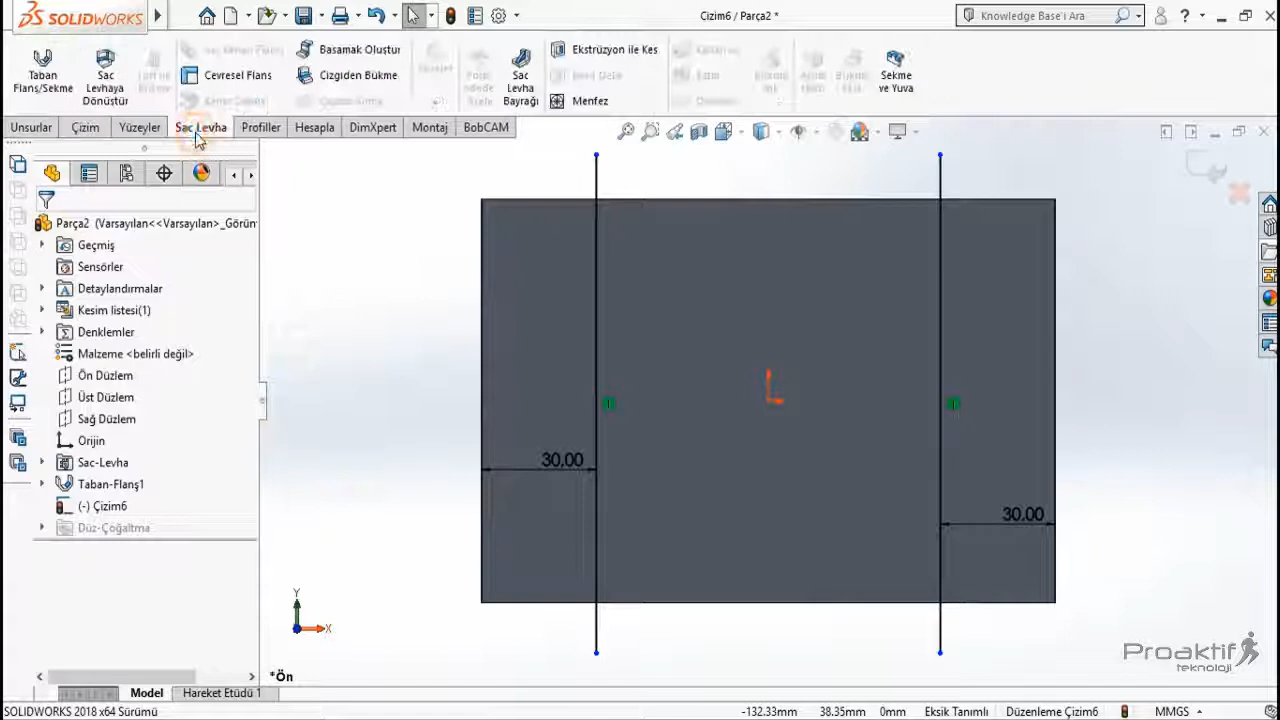 SOLIDWORKS
Çizim6 / Parça2 *
Knowledge Base'i Ara
Taban Flanş/Sekme
Sac Levhaya Dönüştür
Çevresel Flanş
Basamak Oluştur
Çizgiden Bükme
Sac Levha Bayrağı
Ekstrüzyon ile Kes
Menfez
Sekme ve Yuva
Unsurlar
Çizim
Yüzeyler
Sac Levha
Profiller
Hesapla
DimXpert
Montaj
BobCAM
Parça2 (Varsayılan<<Varsayılan>_Görün
Geçmiş
Sensörler
Detaylandırmalar
Kesim listesi(1)
Denklemler
Malzeme <belirli değil>
Ön Düzlem
Üst Düzlem
Sağ Düzlem
Orijin
Sac-Levha
Taban-Flanş1
(-) Çizim6
Düz-Çoğaltma
30,00
30,00
Y
X
*Ön
Proaktif
teknoloji
Model
Hareket Etüdü 1
SOLIDWORKS 2018 x64 Sürümü
-132.33mm
38.35mm
0mm
Eksik Tanımlı
Düzenleme Çizim6
MMGS